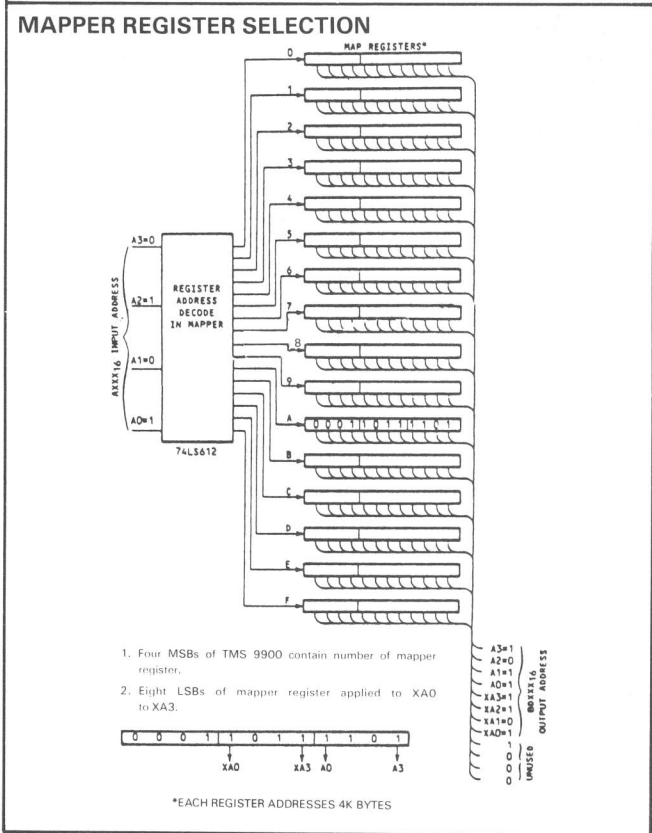 MAPPER REGISTER SELECTION
MAP REGISTERS*
0
1
2
3
4
5
6
7
8
9
A
0 0 0 1 1 0 1 1 1 1 0 1
B
C
D
E
F
AXXX16 INPUT ADDRESS
A3=0
A2=1
A1=0
A0=1
REGISTER
ADDRESS
DECODE
IN MAPPER
74LS612
1. Four MSBs of TMS 9900 contain number of mapper
register.
2. Eight LSBs of mapper register applied to XA0
to XA3.
0 0 0 1 1 0 1 1 1 1 0 1
XA0 XA3 A0 A3
*EACH REGISTER ADDRESSES 4K BYTES
A3=1
A2=0
A1=1
A0=1
XA3=1
XA2=1
XA1=0
XA0=1
BDXXX16
OUTPUT ADDRESS
1
0
0
0
UNUSED